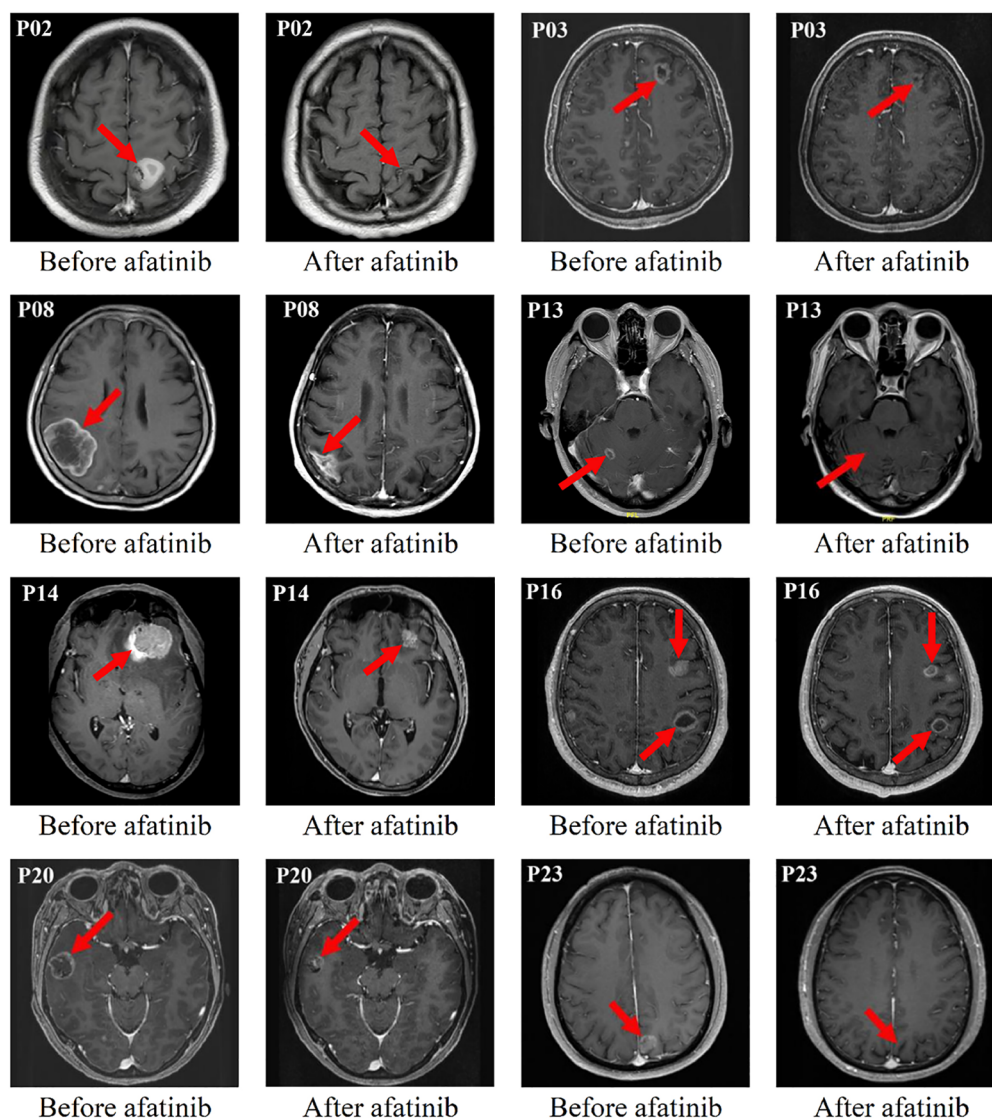 P02 P02 P03 P03
Before afatinib After afatinib Before afatinib After afatinib
P08 P08 P13 P13
Before afatinib After afatinib Before afatinib After afatinib
P14 P14 P16 P16
Before afatinib After afatinib Before afatinib After afatinib
P20 P20 P23 P23
Before afatinib After afatinib Before afatinib After afatinib